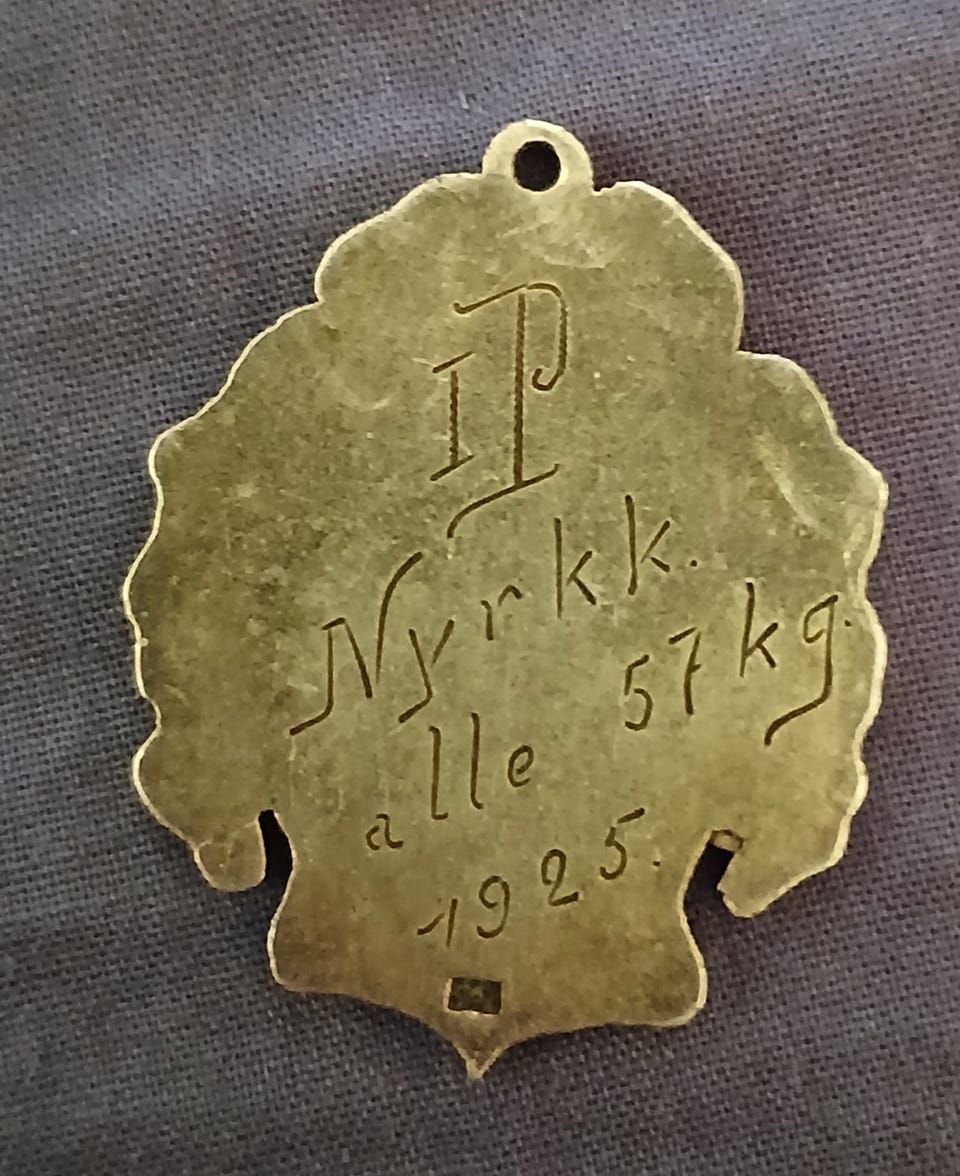 I P
Nyrkk.
alle 57 kg.
1925.